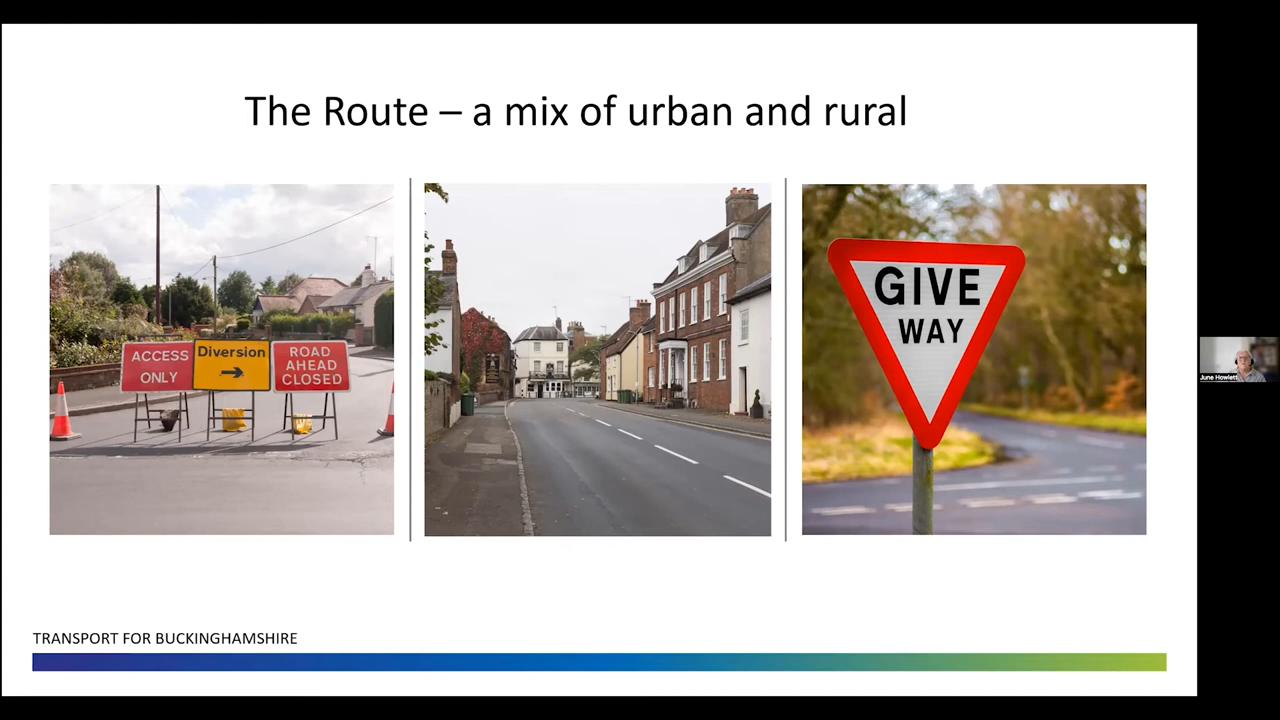 The Route – a mix of urban and rural
ACCESS
ONLY
Diversion
ROAD
AHEAD
CLOSED
GIVE
WAY
June Howlett
TRANSPORT FOR BUCKINGHAMSHIRE